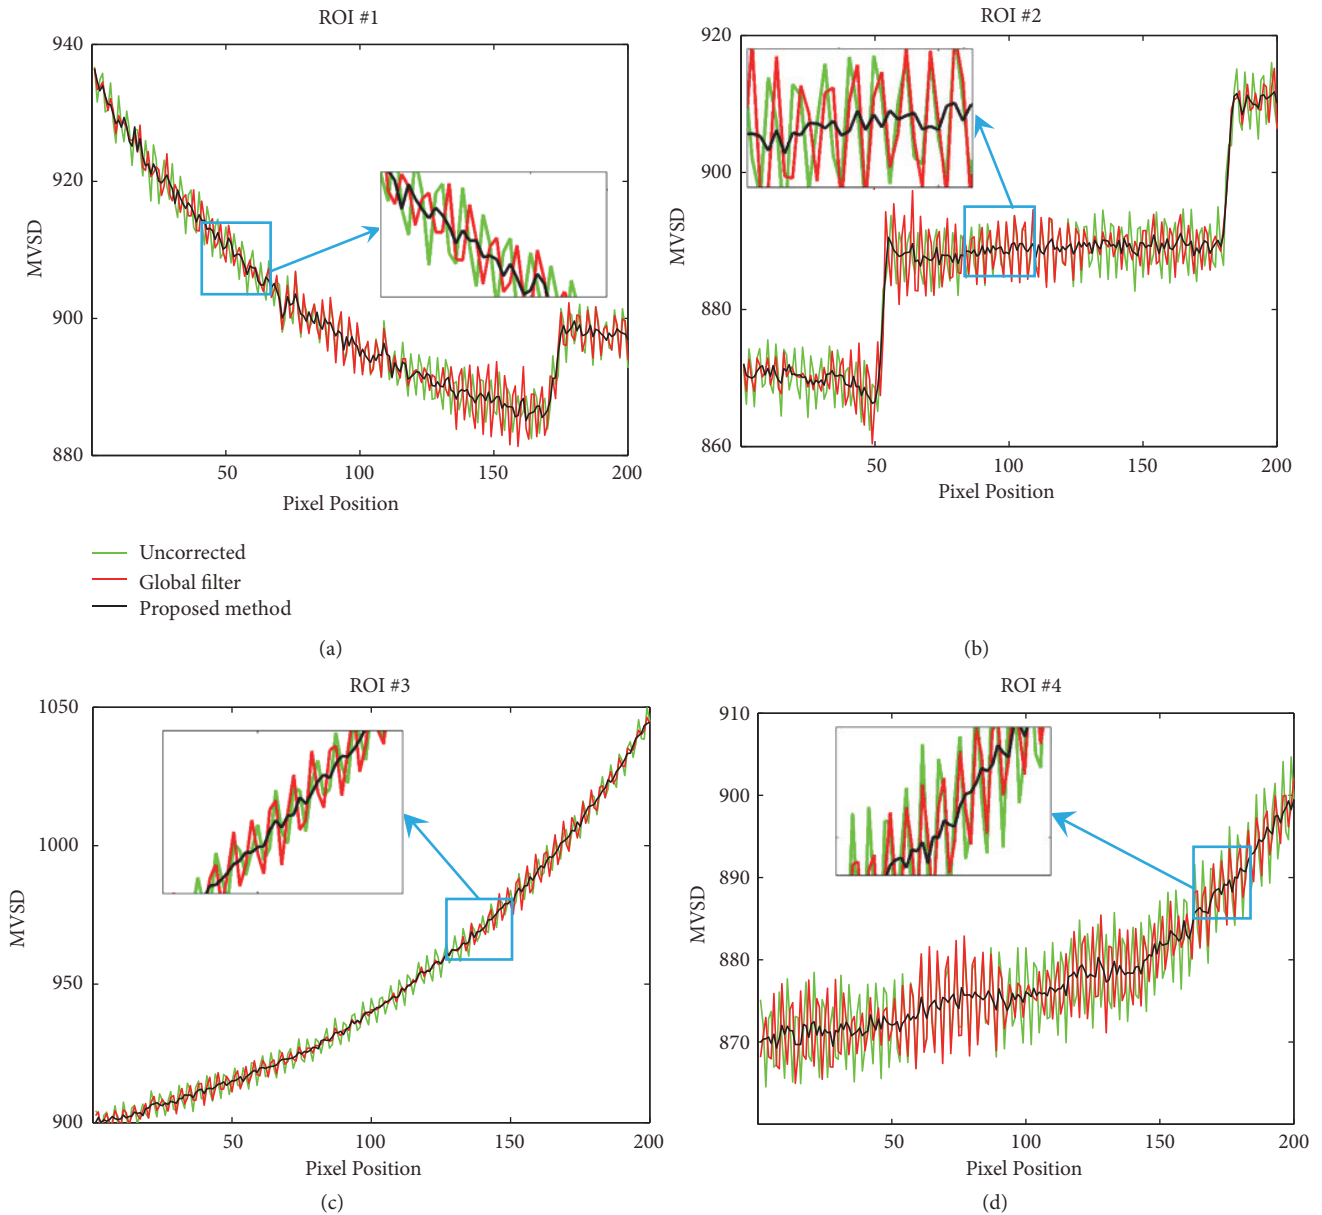 ROI #1
940
920
900
880
MVSD
50
100
150
200
Pixel Position
ROI #2
920
900
880
860
MVSD
50
100
150
200
Pixel Position
Uncorrected
Global filter
Proposed method
(a)
(b)
ROI #3
1050
1000
950
900
MVSD
50
100
150
200
Pixel Position
(c)
ROI #4
910
900
890
880
870
MVSD
50
100
150
200
Pixel Position
(d)